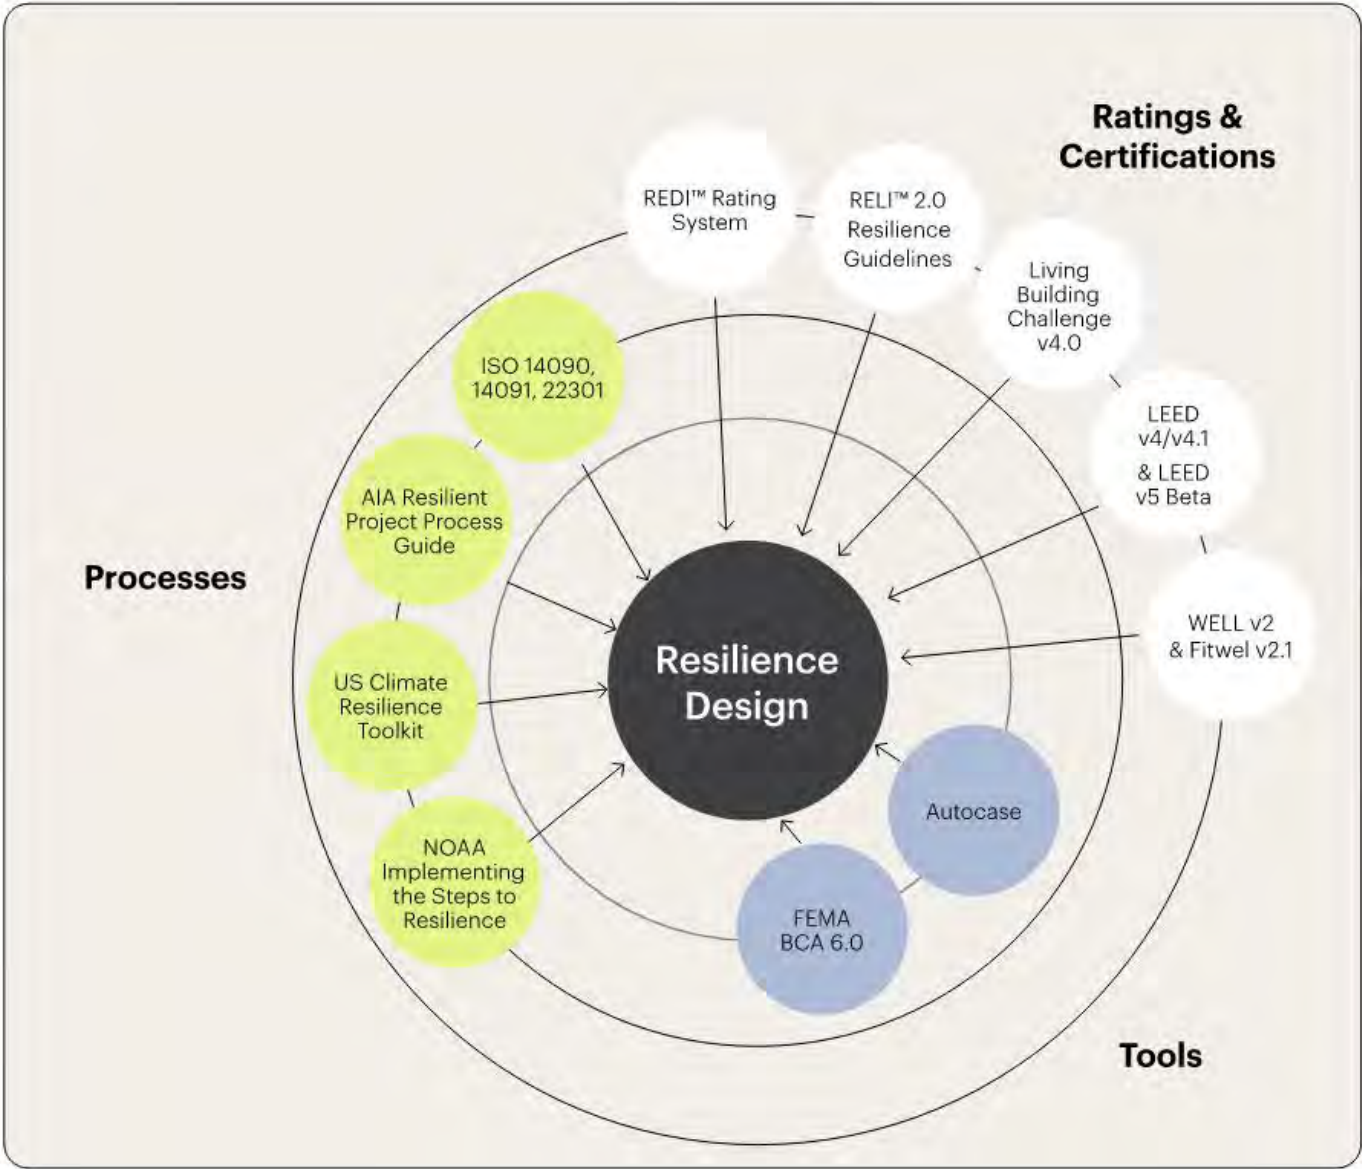 Ratings &
Certifications
REDI™ Rating
System
RELI™ 2.0
Resilience
Guidelines
Living
Building
Challenge
v4.0
LEED
v4/v4.1
& LEED
v5 Beta
WELL v2
& Fitwel v2.1
Processes
ISO 14090,
14091, 22301
AIA Resilient
Project Process
Guide
US Climate
Resilience
Toolkit
NOAA
Implementing
the Steps to
Resilience
Resilience
Design
Autocase
FEMA
BCA 6.0
Tools